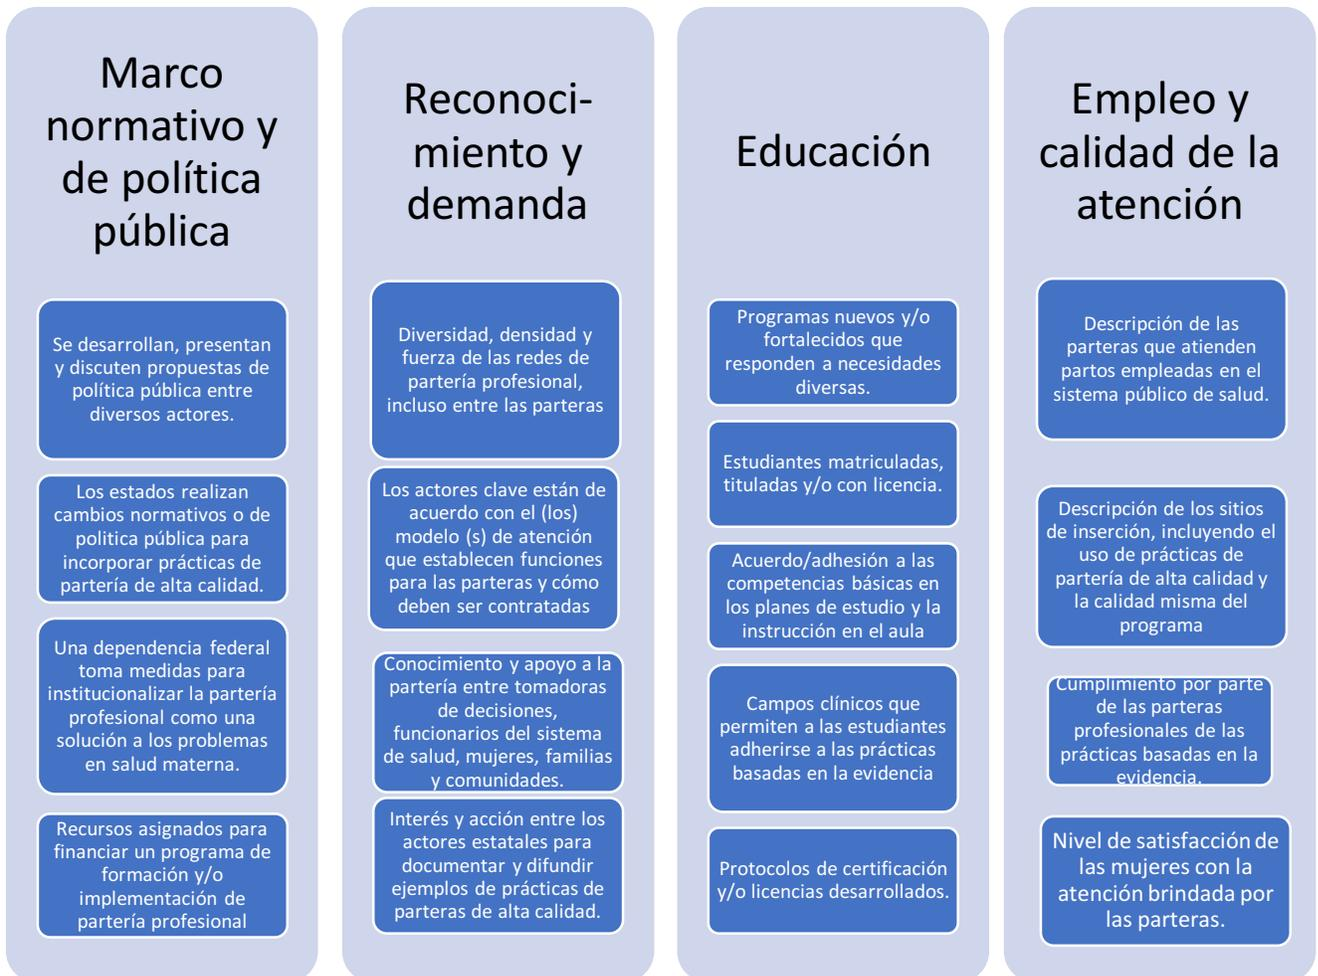 Marco
normativo y
de política
pública
Se desarrollan, presentan
y discuten propuestas de
política pública entre
diversos actores.
Los estados realizan
cambios normativos o de
politica pública para
incorporar prácticas de
partería de alta calidad.
Una dependencia federal
toma medidas para
institucionalizar la partería
profesional como una
solución a los problemas
en salud materna.
Recursos asignados para
financiar un programa de
formación y/o
implementación de
partería profesional
Reconoci-
miento y
demanda
Diversidad, densidad y
fuerza de las redes de
partería profesional,
incluso entre las parteras
Los actores clave están de
acuerdo con el (los)
modelo (s) de atención
que establecen funciones
para las parteras y cómo
deben ser contratadas
Conocimiento y apoyo a la
partería entre tomadoras
de decisiones,
funcionarios del sistema
de salud, mujeres, familias
y comunidades.
Interés y acción entre los
actores estatales para
documentar y difundir
ejemplos de prácticas de
parteras de alta calidad.
Educación
Programas nuevos y/o
fortalecidos que
responden a necesidades
diversas.
Estudiantes matriculadas,
tituladas y/o con licencia.
Acuerdo/adhesión a las
competencias básicas en
los planes de estudio y la
instrucción en el aula
Campos clínicos que
permiten a las estudiantes
adherirse a las prácticas
basadas en la evidencia
Protocolos de certificación
y/o licencias desarrollados.
Empleo y
calidad de la
atención
Descripción de las
parteras que atienden
partos empleadas en el
sistema público de salud.
Descripción de los sitios
de inserción, incluyendo el
uso de prácticas de
partería de alta calidad y
la calidad misma del
programa
Cumplimiento por parte
de las parteras
profesionales de las
prácticas basadas en la
evidencia.
Nivel de satisfacción de
las mujeres con la
atención brindada por
las parteras.